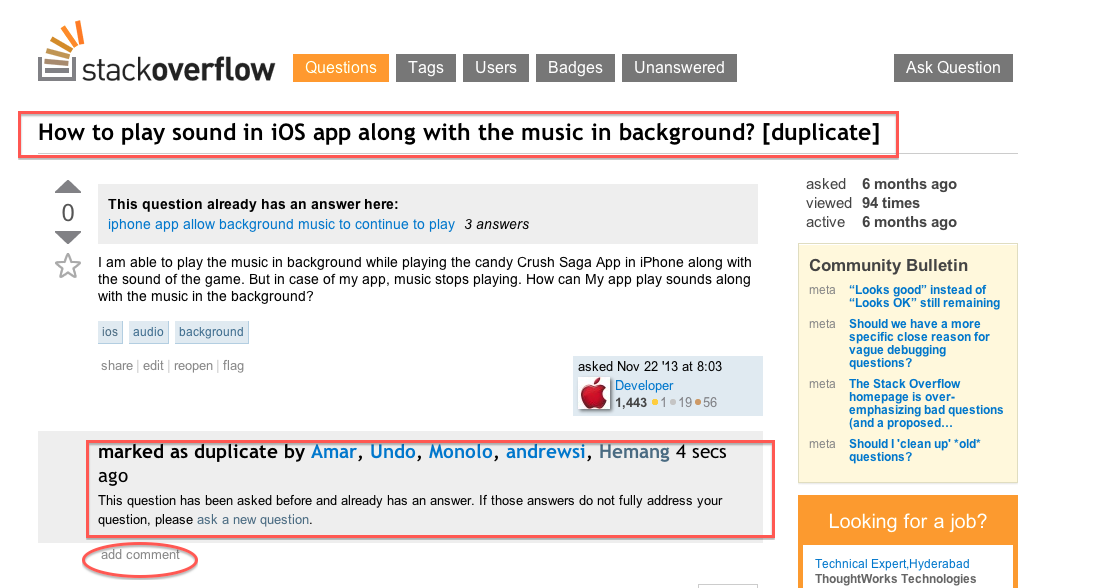 stackoverflow
Questions Tags Users Badges Unanswered Ask Question
How to play sound in iOS app along with the music in background? [duplicate]
0
This question already has an answer here:
iphone app allow background music to continue to play 3 answers
I am able to play the music in background while playing the candy Crush Saga App in iPhone along with
the sound of the game. But in case of my app, music stops playing. How can My app play sounds along
with the music in the background?
ios audio background
share | edit | reopen | flag
asked Nov 22 '13 at 8:03
Developer
1,443 ●1 ●19 ●56
marked as duplicate by Amar, Undo, Monolo, andrewsi, Hemang 4 secs
ago
This question has been asked before and already has an answer. If those answers do not fully address your
question, please ask a new question.
add comment
asked 6 months ago
viewed 94 times
active 6 months ago
Community Bulletin
meta “Looks good” instead of
“Looks OK” still remaining
meta Should we have a more
specific close reason for
vague debugging
questions?
meta The Stack Overflow
homepage is over-
emphasizing bad questions
(and a proposed…
meta Should I 'clean up' *old*
questions?
Looking for a job?
Technical Expert,Hyderabad
ThoughtWorks Technologies